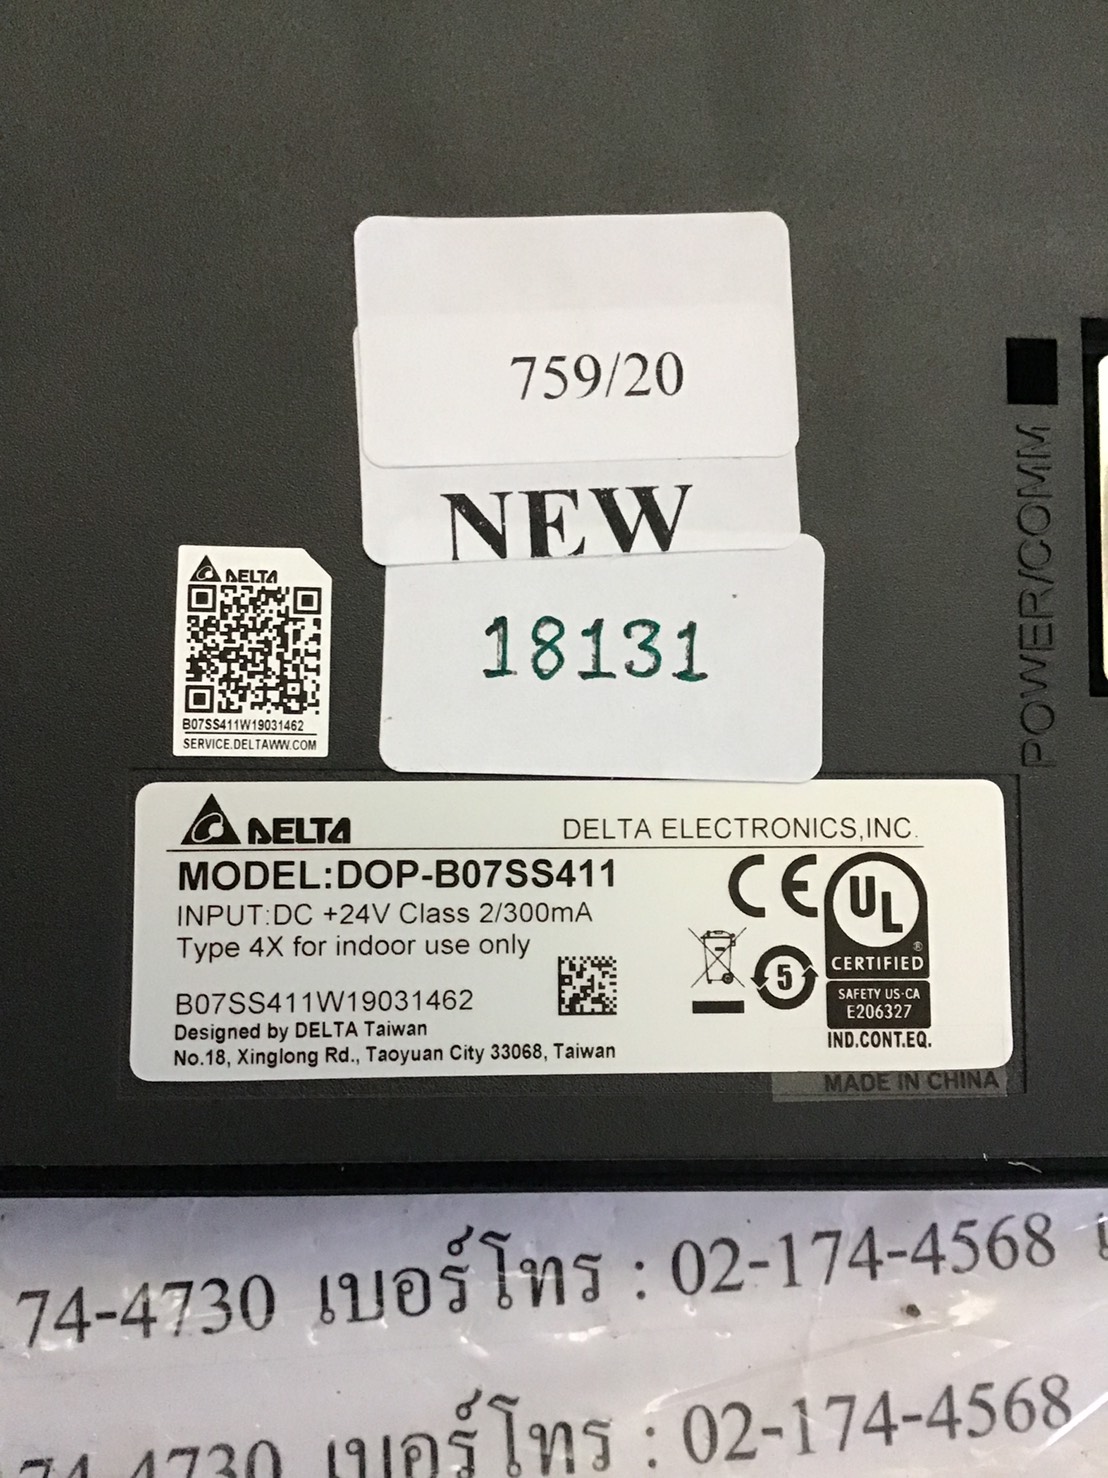 759/20
NEW
18131
DELTA
B07SS411W19031462
SERVICE.DELTAWW.COM
POWER/COMM
DELTA
DELTA ELECTRONICS,INC.
MODEL:DOP-B07SS411
INPUT:DC +24V Class 2/300mA
Type 4X for indoor use only
B07SS411W19031462
Designed by DELTA Taiwan
No.18, Xinglong Rd., Taoyuan City 33068, Taiwan
CE
UL
®
CERTIFIED
SAFETY US-CA
E206327
IND.CONT.EQ.
5
MADE IN CHINA
74-4730 เบอร์โทร : 02-174-4568
74-4730 เบอร์โทร : 02-174-4568